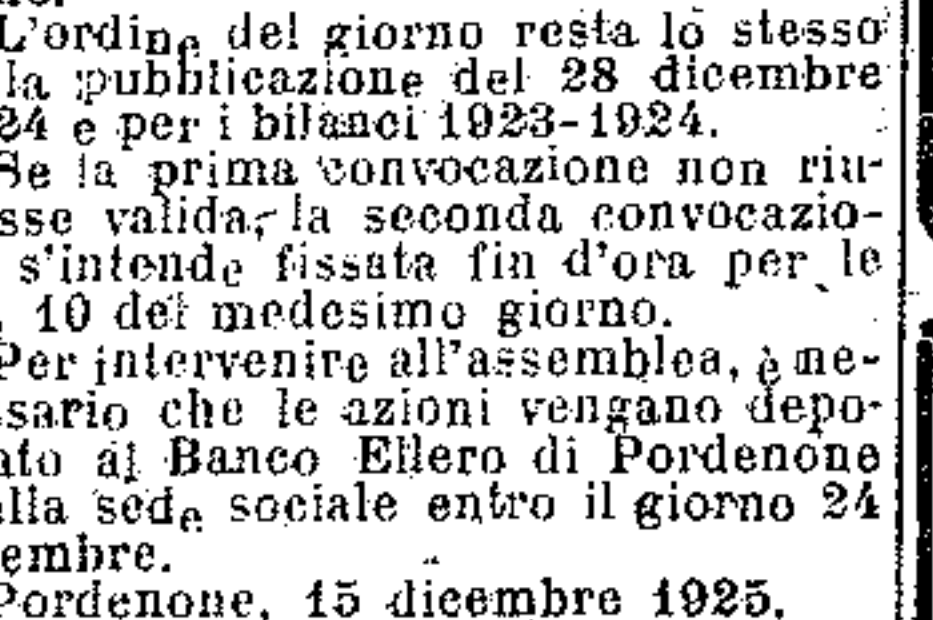 L'ordine del giorno resta lo stesso
la pubblicazione del 28 dicembre
24 e per i bilanci 1923-1924.
Se la prima convocazione non riu-
sse valida, la seconda convocazio-
s'intende fissata fin d'ora per le
10 del medesimo giorno.
Per intervenire all'assemblea, è me-
sario che le azioni vengano depo-
ato al Banco Ellero di Pordenone
alla sede sociale entro il giorno 24
embre.
Pordenone, 15 dicembre 1925.